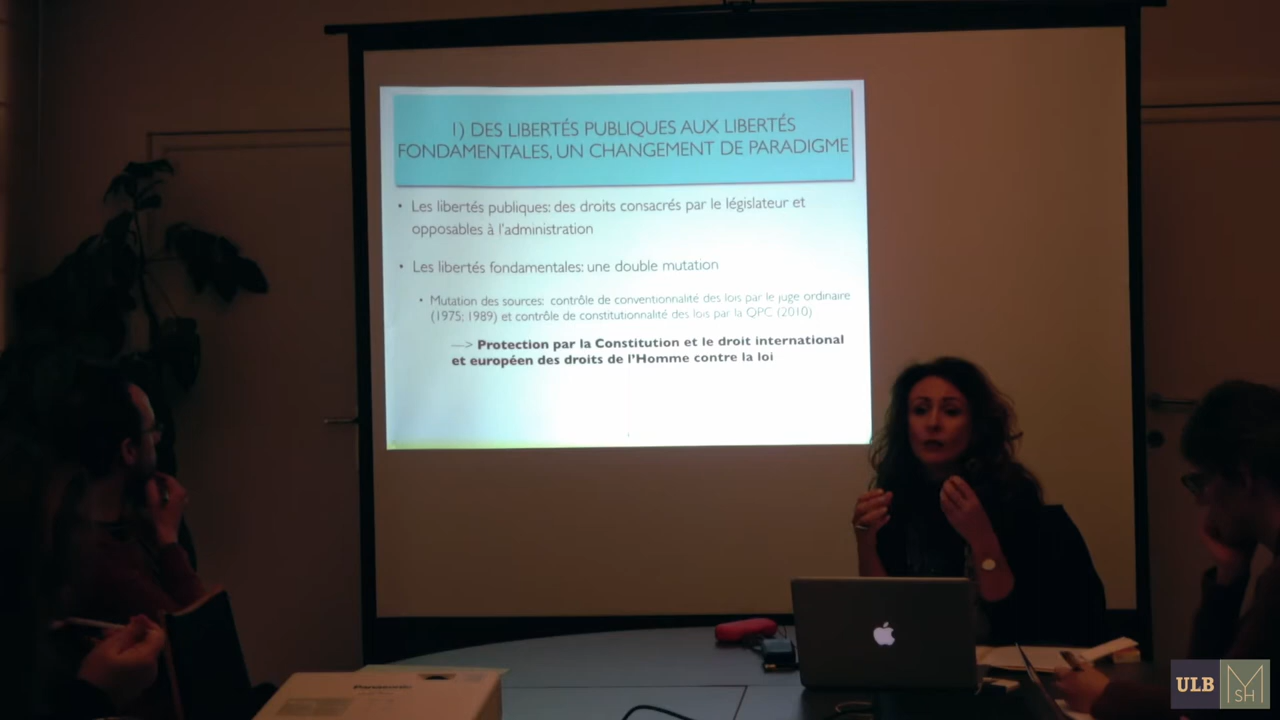 1) DES LIBERTÉS PUBLIQUES AUX LIBERTÉS
FONDAMENTALES, UN CHANGEMENT DE PARADIGME
• Les libertés publiques: des droits consacrés par le législateur et
opposables à l'administration
• Les libertés fondamentales: une double mutation
• Mutation des sources: contrôle de conventionnalité des lois par le juge ordinaire
(1975; 1989) et contrôle de constitutionnalité des lois par la QPC (2010)
—> Protection par la Constitution et le droit international
et européen des droits de l'Homme contre la loi
Panasonic
ULB
MSH